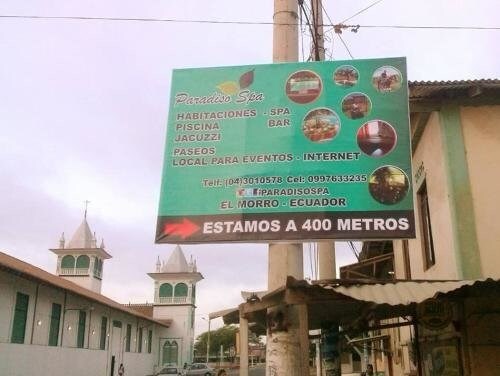 Paradiso Spa
HABITACIONES - SPA
PISCINA BAR
JACUZZI
PASEOS
LOCAL PARA EVENTOS - INTERNET
Telf: (04)3010578 Cel: 0997633235
iPARADISOSPA
EL MORRO - ECUADOR
ESTAMOS A 400 METROS